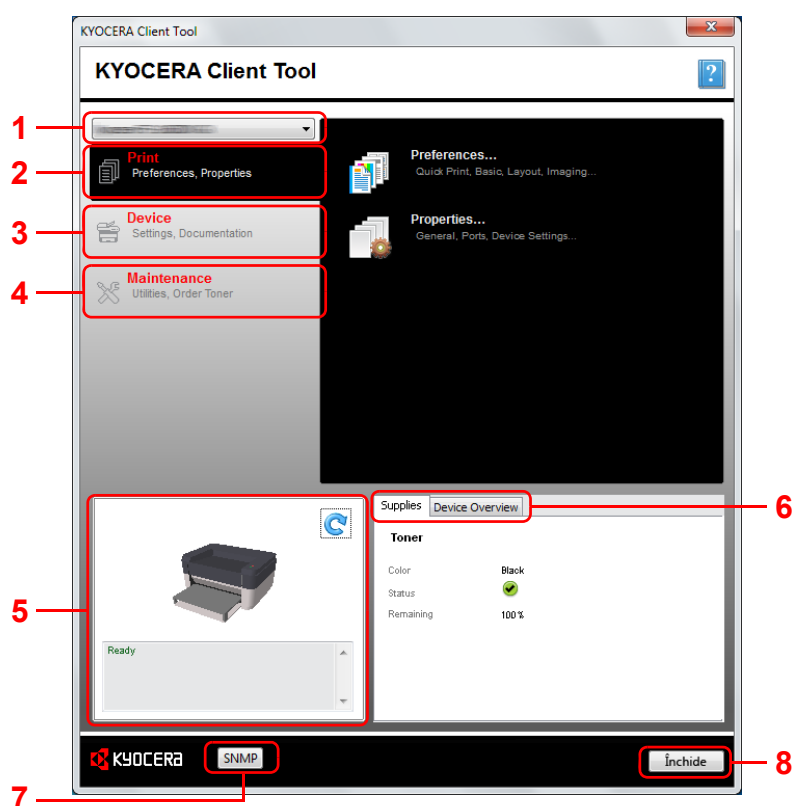 KYOCERA Client Tool
X
KYOCERA Client Tool
?
1
2
Print
Preferences, Properties
3
Device
Settings, Documentation
4
Maintenance
Utilities, Order Toner
Preferences...
Quick Print, Basic, Layout, Imaging...
Properties...
General, Ports, Device Settings...
5
Ready
Supplies
Device Overview
6
Toner
Color Black
Status
Remaining 100 %
KYOCERA
SNMP
7
Închide
8